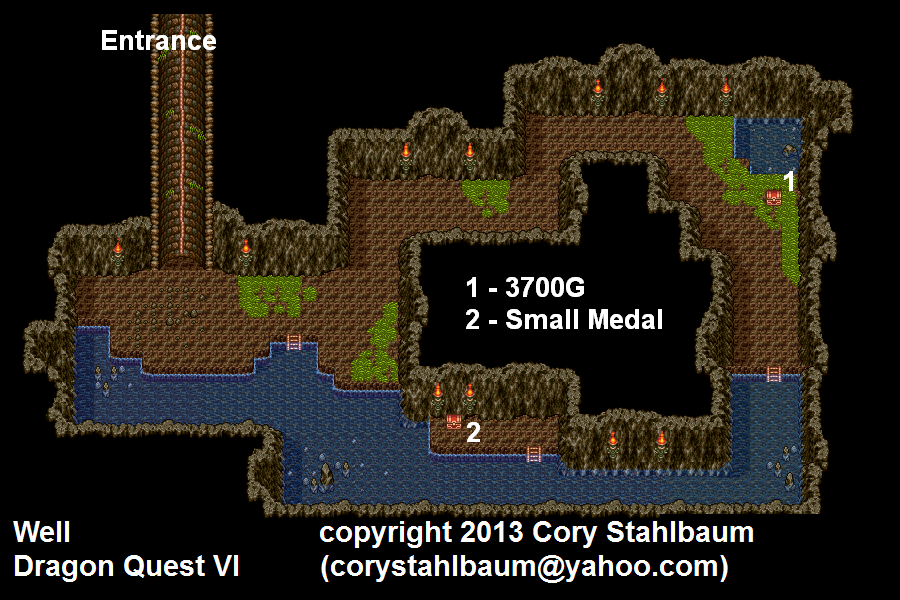 Entrance
1
1 - 3700G
2 - Small Medal
2
Well
copyright 2013 Cory Stahlbaum
Dragon Quest VI
(corystahlbaum@yahoo.com)